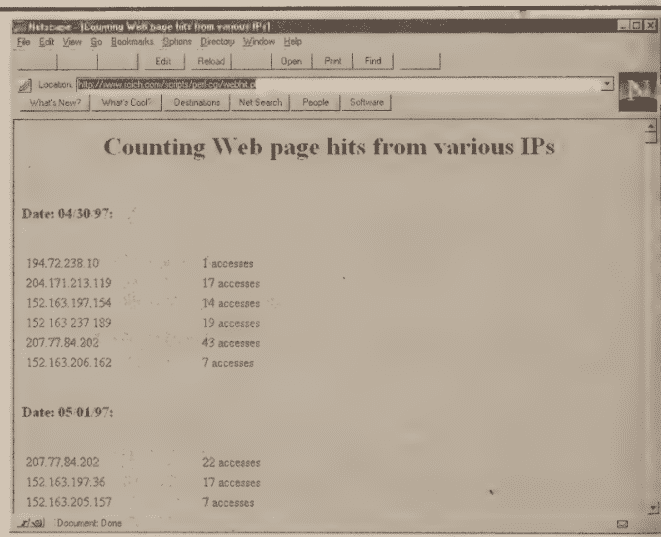 Netscape - [Counting Web page hits from various IPs]
File Edit View Go Bookmarks Options Directory Window Help
Edit Reload Open Print Find
Location:
What's New? What's Cool? Destinations Net Search People Software
N
Counting Web page hits from various IPs
Date: 04/30/97:
194.72.238.10 1 accesses
204.171.213.119 17 accesses
152.163.197.154 14 accesses
152.163.237.189 19 accesses
207.77.84.202 43 accesses
152.163.206.162 7 accesses
Date: 05/01/97:
207.77.84.202 22 accesses
152.163.197.36 17 accesses
152.163.205.157 7 accesses
Document: Done